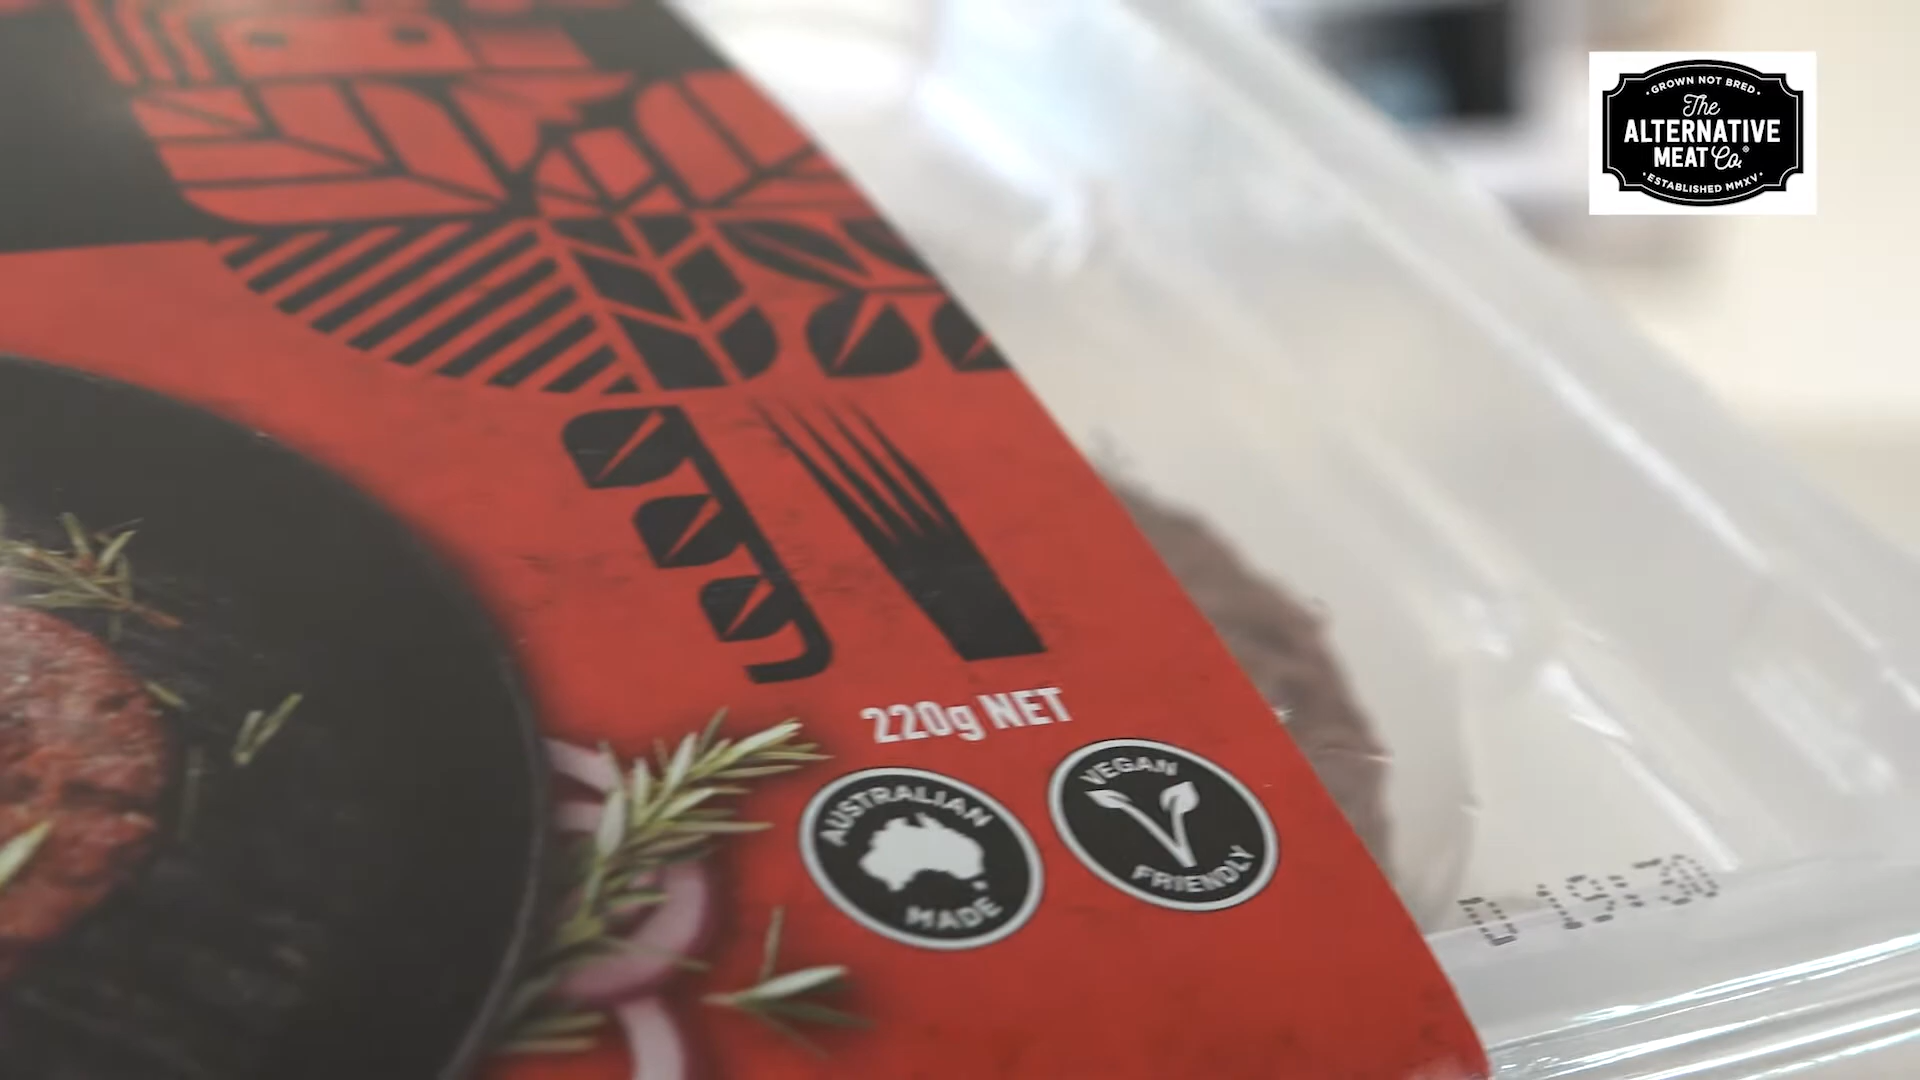 GROWN NOT BRED
The
ALTERNATIVE
MEAT Co.®
ESTABLISHED MMXV
220g NET
AUSTRALIAN
MADE
VEGAN
FRIENDLY